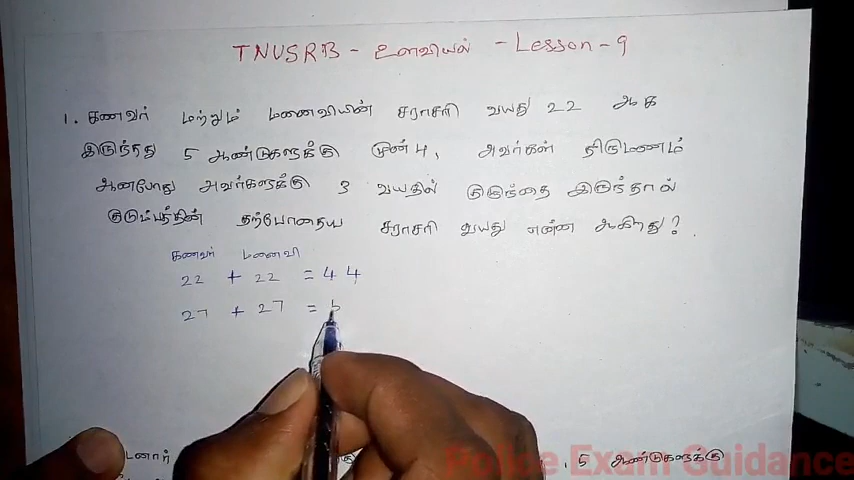 TNUSRB - உளவியல் - Lesson - 9
1. கணவர் மற்றும் மனைவியின் சராசரி வயது 22 ஆக
இருந்தது 5 ஆண்டுகளுக்கு முன்பு, அவர்கள் திருமணம்
ஆனபோது அவர்களுக்கு 3 வயதில் குழந்தை இருந்தால்
குடும்பத்தின் தற்போதைய சராசரி வயது என்ன ஆகிறது?
கணவர் மனைவி
22 + 22 = 44
27 + 27 = 5
, 5 ஆண்டுகளுக்கு
Police Exam Guidance